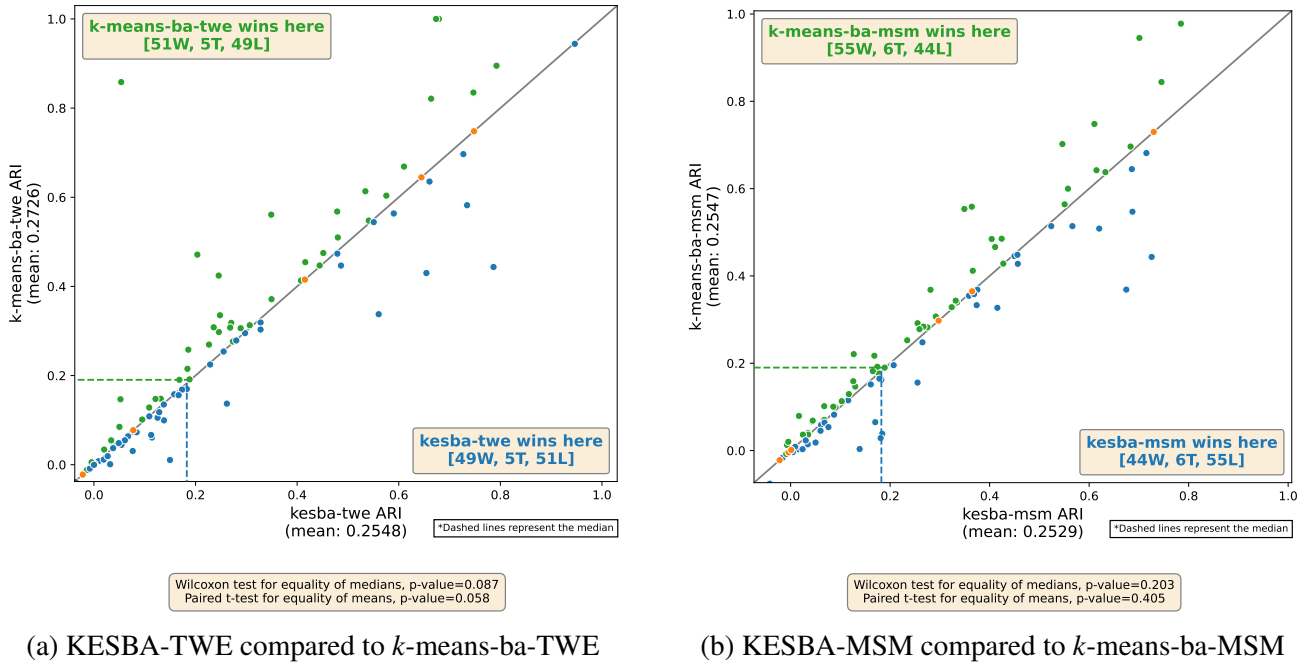 k-means-ba-twe wins here
[51W, 5T, 49L]
1.0
0.8
0.6
0.4
0.2
0.0
k-means-ba-twe ARI
(mean: 0.2726)
kesba-twe wins here
[49W, 5T, 51L]
0.0 0.2 0.4 0.6 0.8 1.0
kesba-twe ARI
(mean: 0.2548)
*Dashed lines represent the median
Wilcoxon test for equality of medians, p-value=0.087
Paired t-test for equality of means, p-value=0.058
(a) KESBA-TWE compared to k-means-ba-TWE
k-means-ba-msm wins here
[55W, 6T, 44L]
1.0
0.8
0.6
0.4
0.2
0.0
k-means-ba-msm ARI
(mean: 0.2547)
kesba-msm wins here
[44W, 6T, 55L]
0.0 0.2 0.4 0.6 0.8 1.0
kesba-msm ARI
(mean: 0.2529)
*Dashed lines represent the median
Wilcoxon test for equality of medians, p-value=0.203
Paired t-test for equality of means, p-value=0.405
(b) KESBA-MSM compared to k-means-ba-MSM